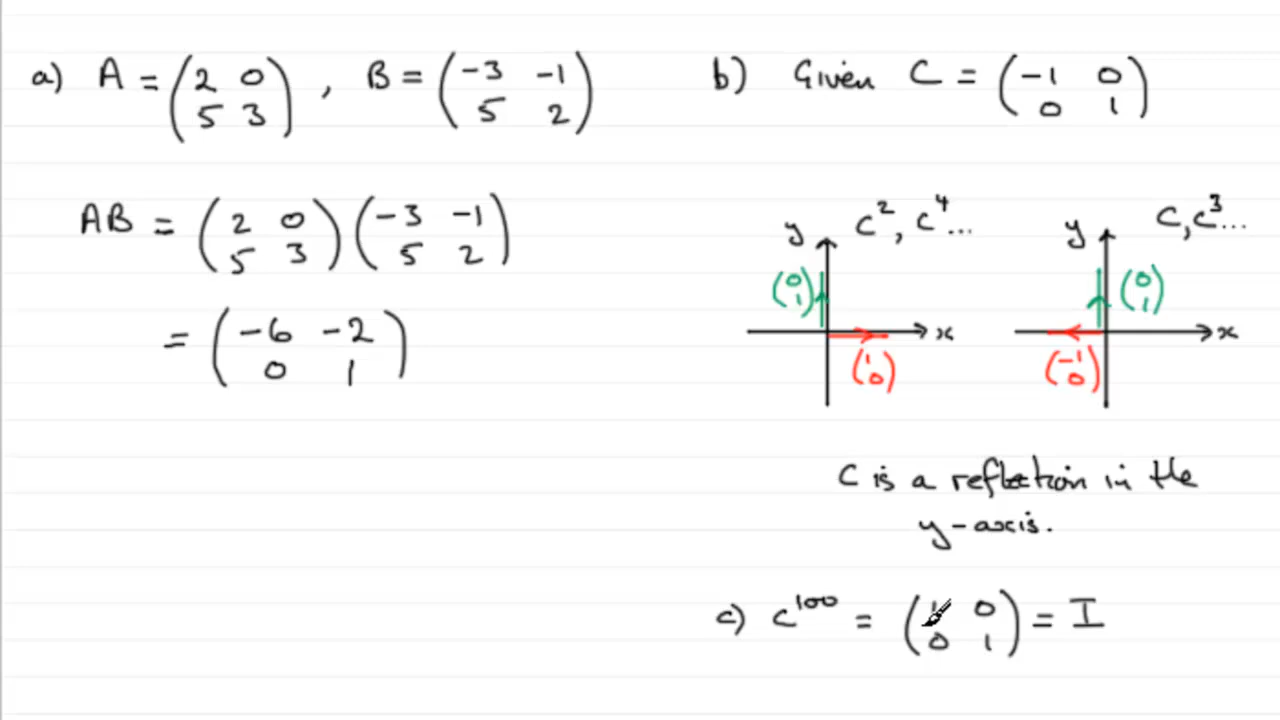 a) A = (2 0
5 3) , B = (-3 -1
5 2)
AB = (2 0
5 3) (-3 -1
5 2)
= (-6 -2
0 1)
b) Given C = (-1 0
0 1)
y C², C⁴...
(0
1)
x
(1
0)
y C, C³...
(0
1)
x
(-1
0)
C is a reflection in the
y-axis.
c) C¹⁰⁰ = (1 0
0 1) = I